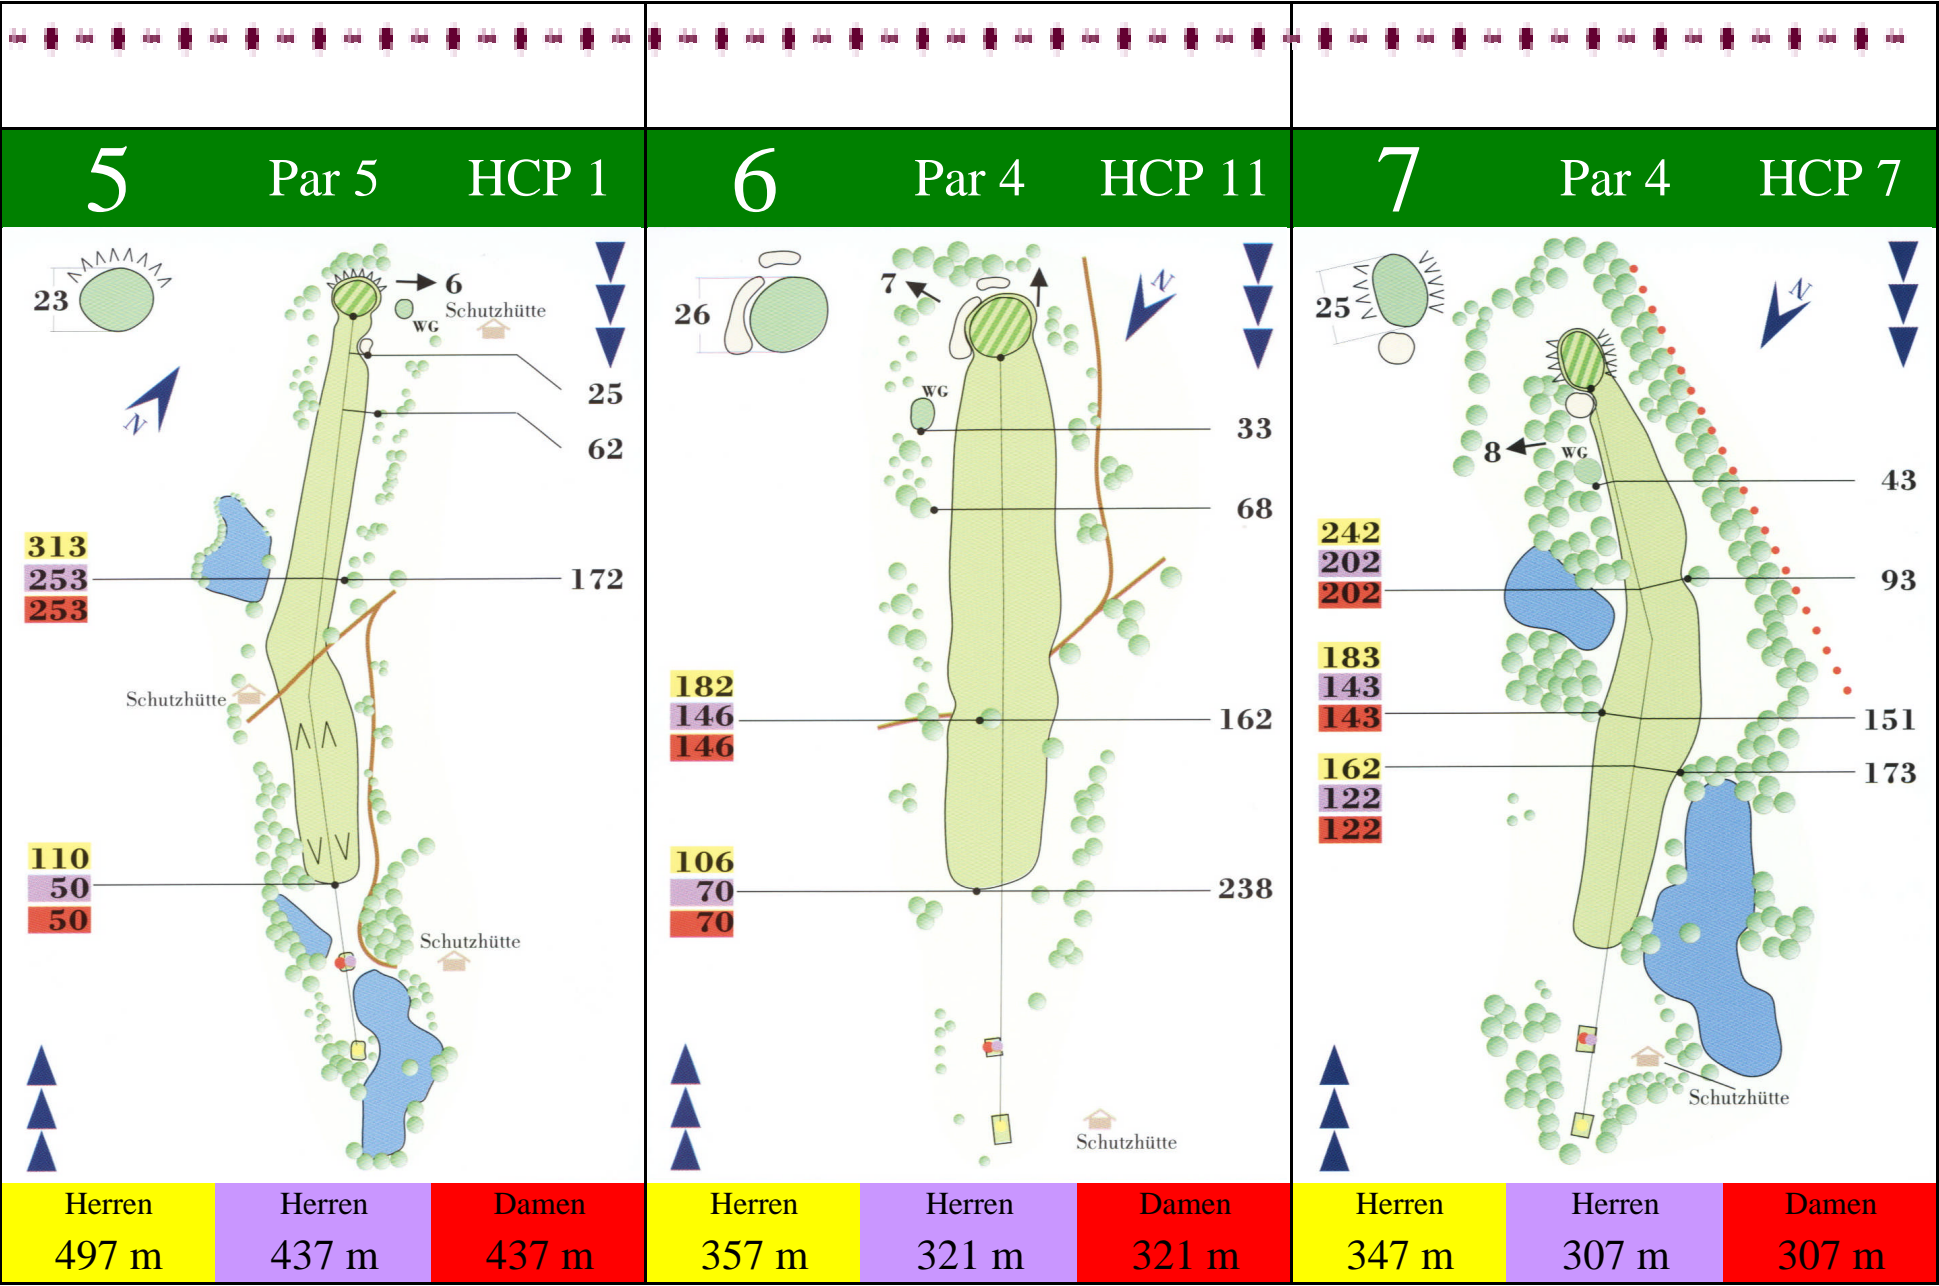 5 Par 5 HCP 1
23
6
Schutzhütte
WG
N
25
62
313
253
253
172
Schutzhütte
110
50
50
Schutzhütte
Herren Herren Damen
497 m 437 m 437 m
6 Par 4 HCP 11
7
26
N
WG
33
68
182
146
146
162
106
70
70
238
Schutzhütte
Herren Herren Damen
357 m 321 m 321 m
7 Par 4 HCP 7
25
N
8
WG
43
242
202
202
93
183
143
143
151
162
122
122
173
Schutzhütte
Herren Herren Damen
347 m 307 m 307 m